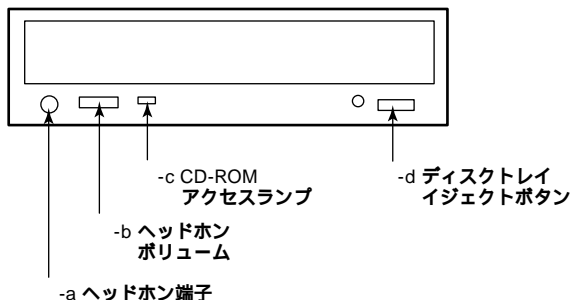 -c CD-ROM
アクセスランプ
-d ディスクトレイ
イジェクトボタン
-b ヘッドホン
ボリューム
-a ヘッドホン端子